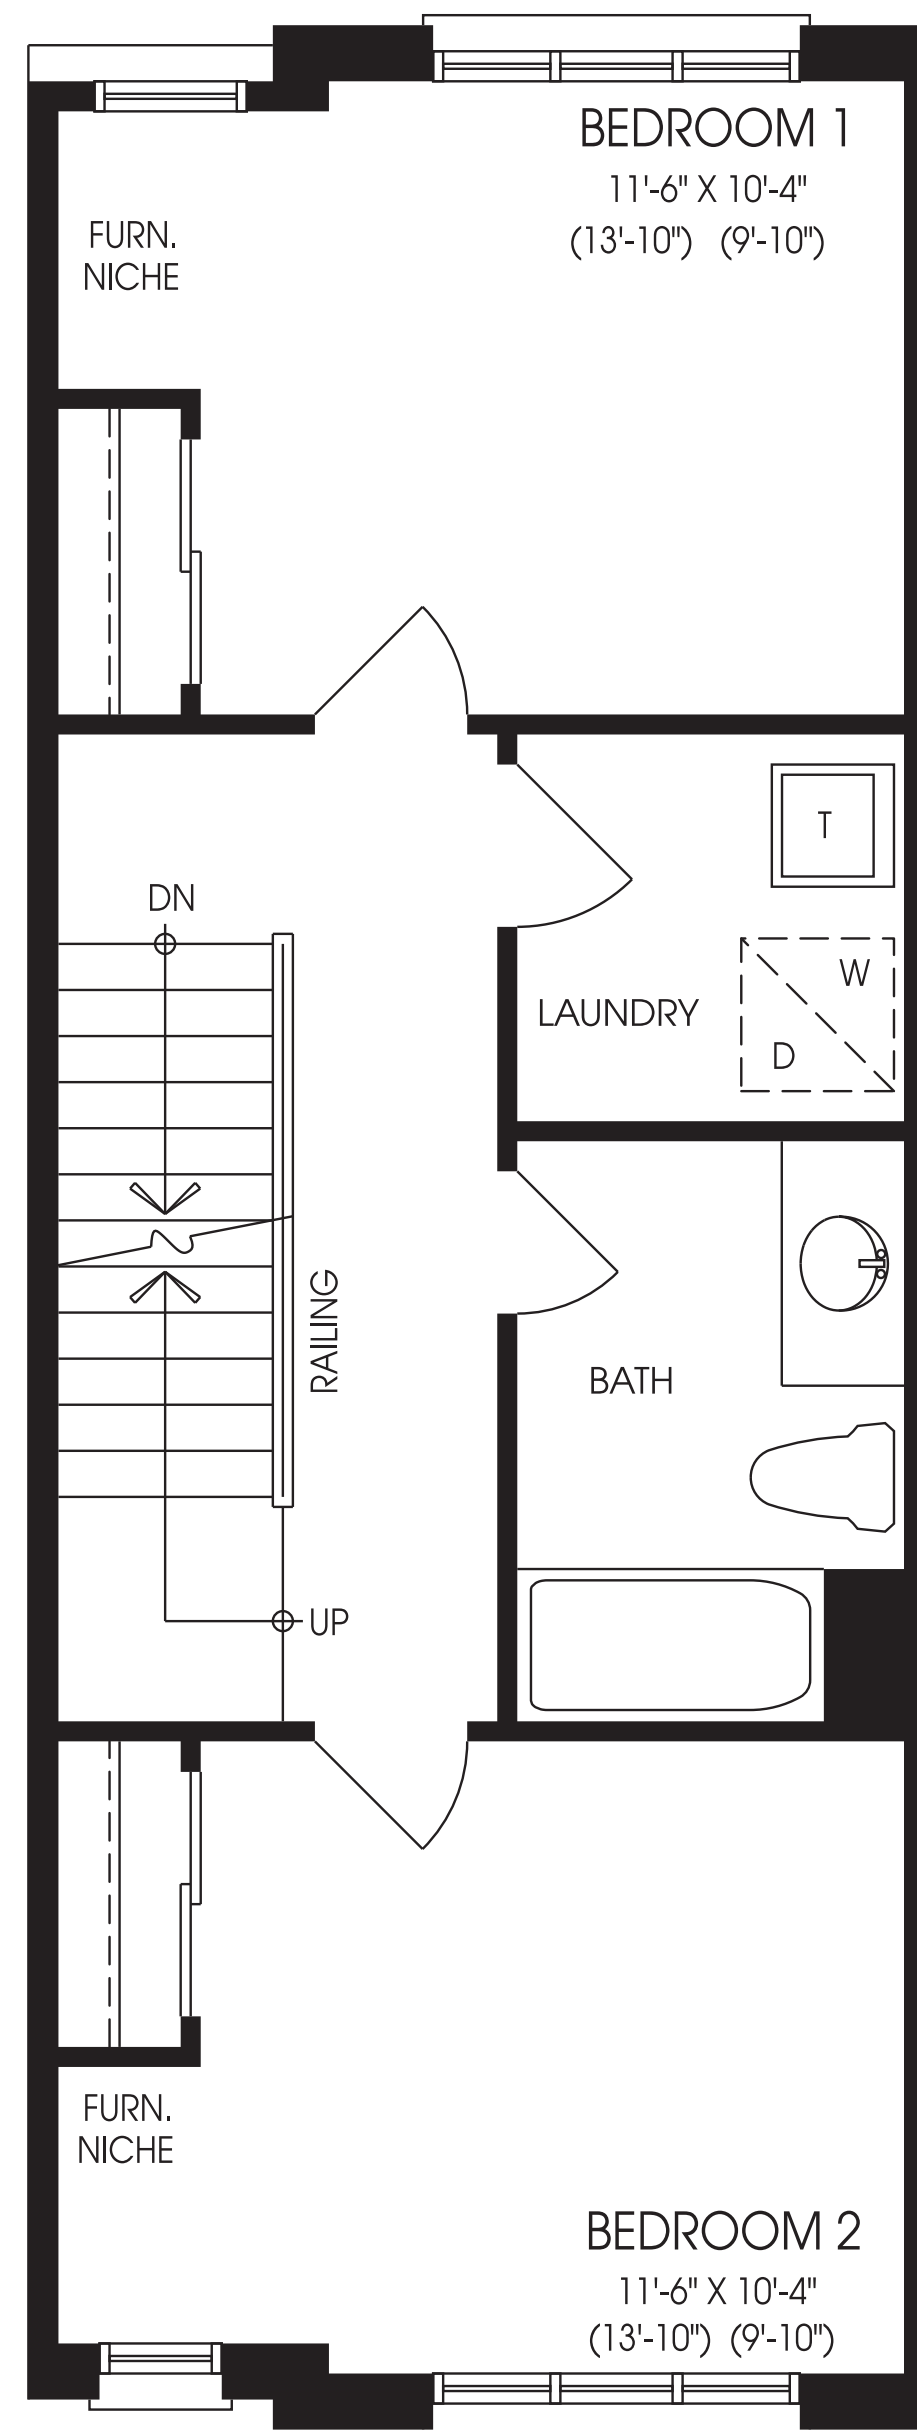 BEDROOM 1
11'-6" X 10'-4"
(13'-10") (9'-10")
FURN.
NICHE
T
DN
W
LAUNDRY
D
RAILING
BATH
UP
FURN.
NICHE
BEDROOM 2
11'-6" X 10'-4"
(13'-10") (9'-10")